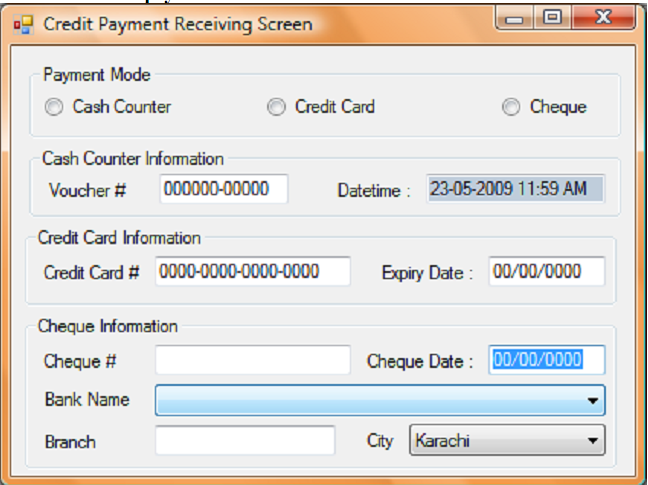 Credit Payment Receiving Screen
Payment Mode
Cash Counter Credit Card Cheque
Cash Counter Information
Voucher # 000000-00000 Datetime : 23-05-2009 11:59 AM
Credit Card Information
Credit Card # 0000-0000-0000-0000 Expiry Date : 00/00/0000
Cheque Information
Cheque # Cheque Date : 00/00/0000
Bank Name
Branch City Karachi